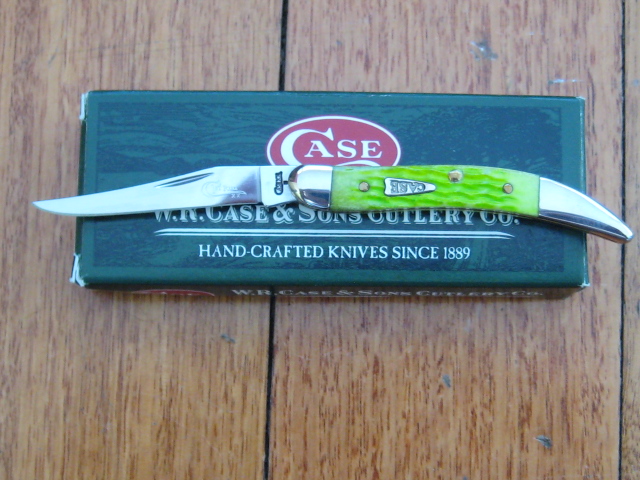 CASE
CASE
W.R. CASE & SONS CUTLERY CO.
HAND-CRAFTED KNIVES SINCE 1889
W.R. CASE & SONS CUTLERY CO.